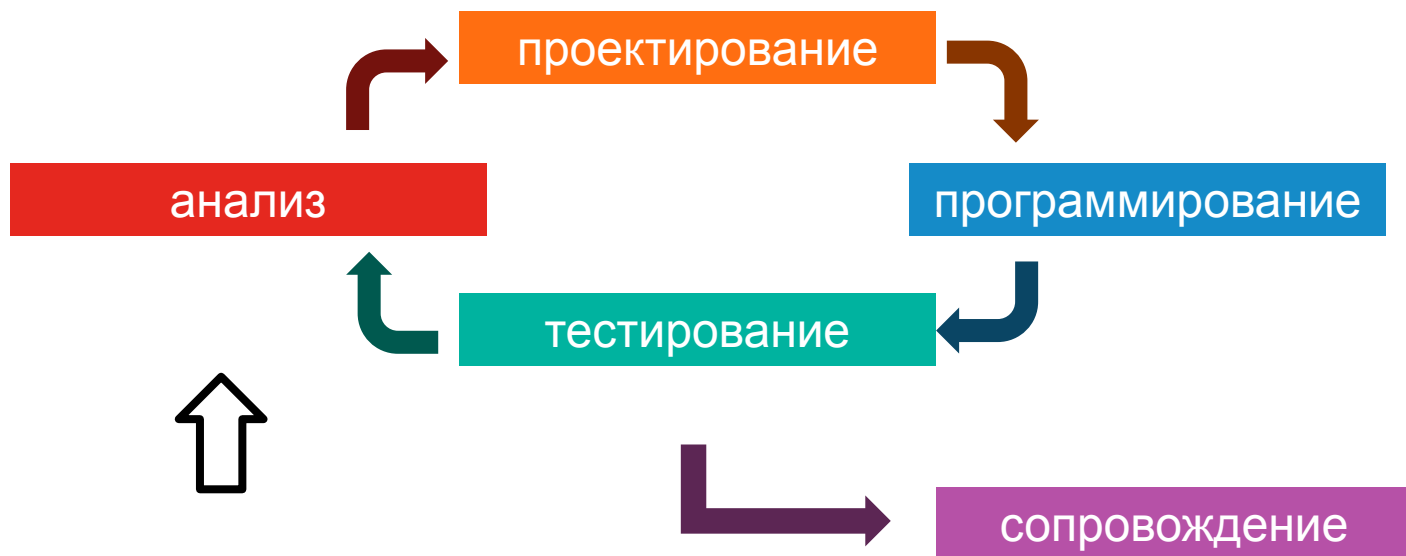 проектирование
анализ
программирование
тестирование
сопровождение